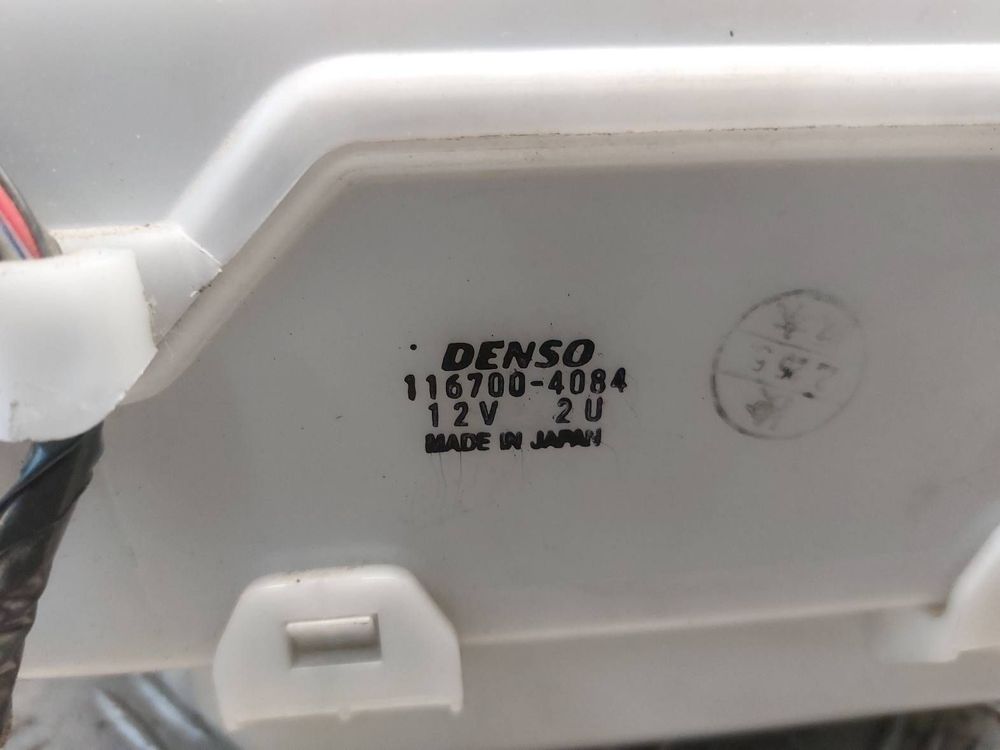 DENSO
116700-4084
12V 2U
MADE IN JAPAN